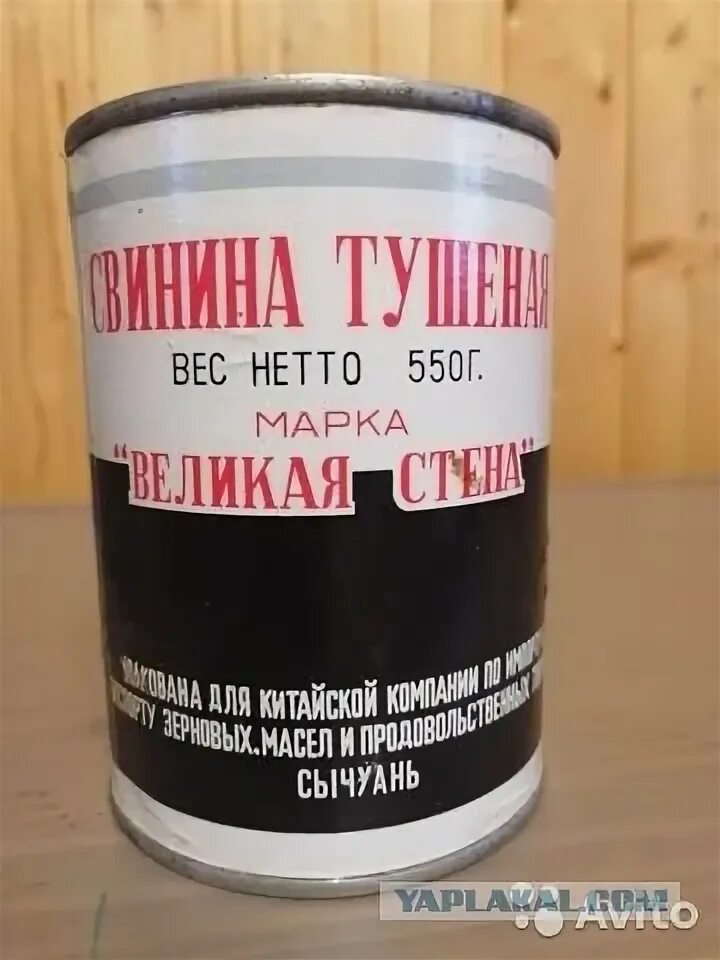 СВИНИНА ТУШЕНАЯ
ВЕС НЕТТО 550Г.
МАРКА
"ВЕЛИКАЯ СТЕНА"
ДЛЯ КИТАЙСКОЙ КОМПАНИИ ПО
ЗЕРНОВЫХ.МАСЕЛ И ПРОДОВОЛЬСТВЕННЫХ
СЫЧУАНЬ
YAPLAKAL.COM
Avito